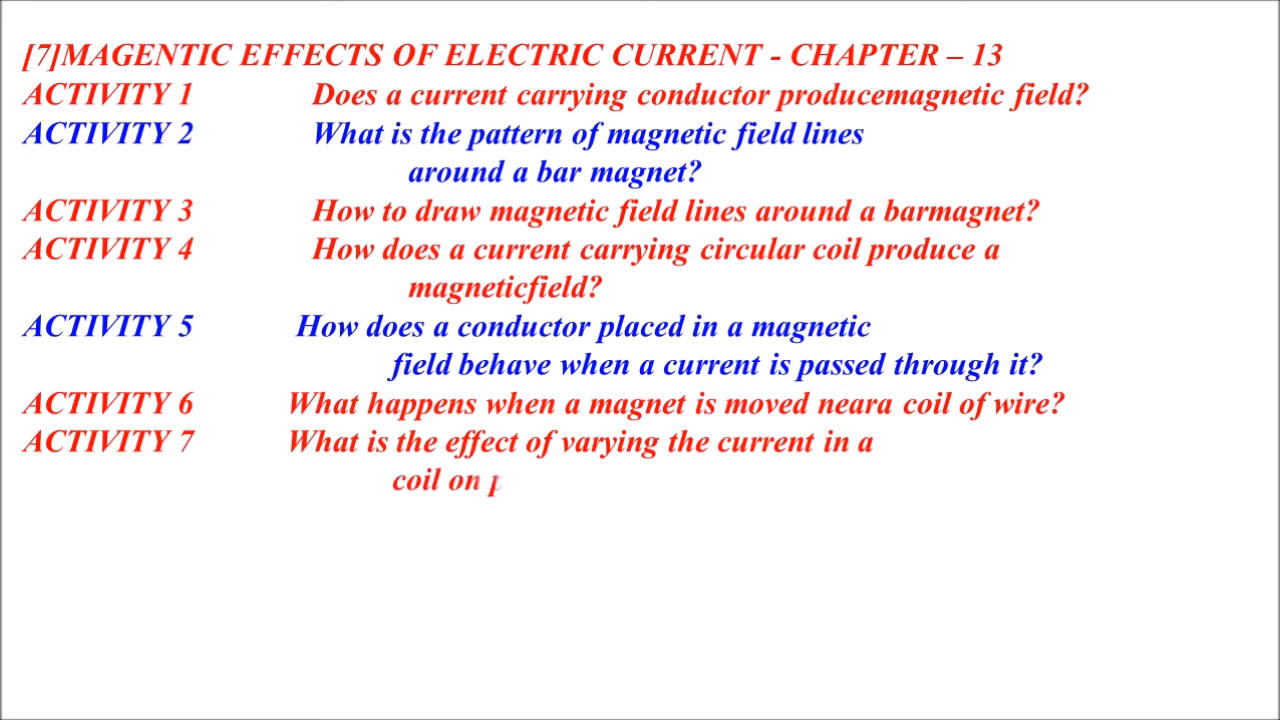 [7]MAGENTIC EFFECTS OF ELECTRIC CURRENT - CHAPTER – 13
ACTIVITY 1 Does a current carrying conductor producemagnetic field?
ACTIVITY 2 What is the pattern of magnetic field lines
around a bar magnet?
ACTIVITY 3 How to draw magnetic field lines around a barmagnet?
ACTIVITY 4 How does a current carrying circular coil produce a
magneticfield?
ACTIVITY 5 How does a conductor placed in a magnetic
field behave when a current is passed through it?
ACTIVITY 6 What happens when a magnet is moved neara coil of wire?
ACTIVITY 7 What is the effect of varying the current in a
coil on